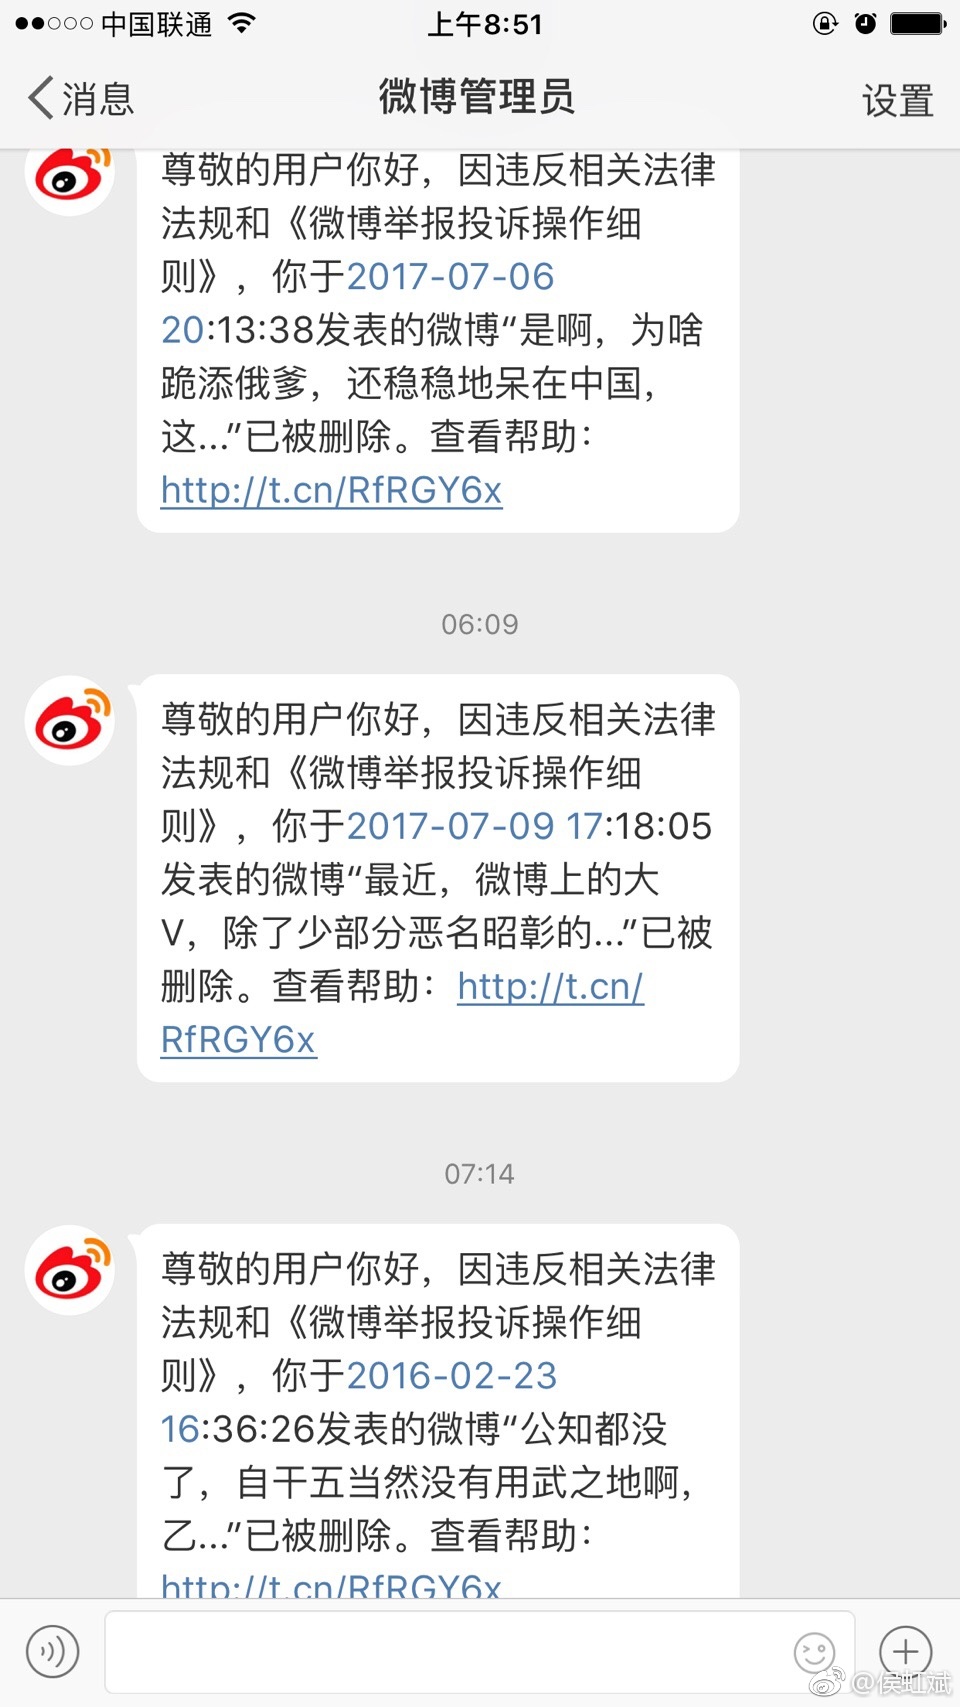 中国联通
上午8:51
消息
微博管理员
设置
尊敬的用户你好，因违反相关法律
法规和《微博举报投诉操作细
则》，你于2017-07-06
20:13:38发表的微博“是啊，为啥
跪添俄爹，还稳稳地呆在中国，
这...”已被删除。查看帮助：
http://t.cn/RfRGY6x
06:09
尊敬的用户你好，因违反相关法律
法规和《微博举报投诉操作细
则》，你于2017-07-09 17:18:05
发表的微博“最近，微博上的大
V，除了少部分恶名昭彰的...”已被
删除。查看帮助：http://t.cn/
RfRGY6x
07:14
尊敬的用户你好，因违反相关法律
法规和《微博举报投诉操作细
则》，你于2016-02-23
16:36:26发表的微博“公知都没
了，自干五当然没有用武之地啊，
乙...”已被删除。查看帮助：
http://t.cn/RfRGY6x
@侯虹斌